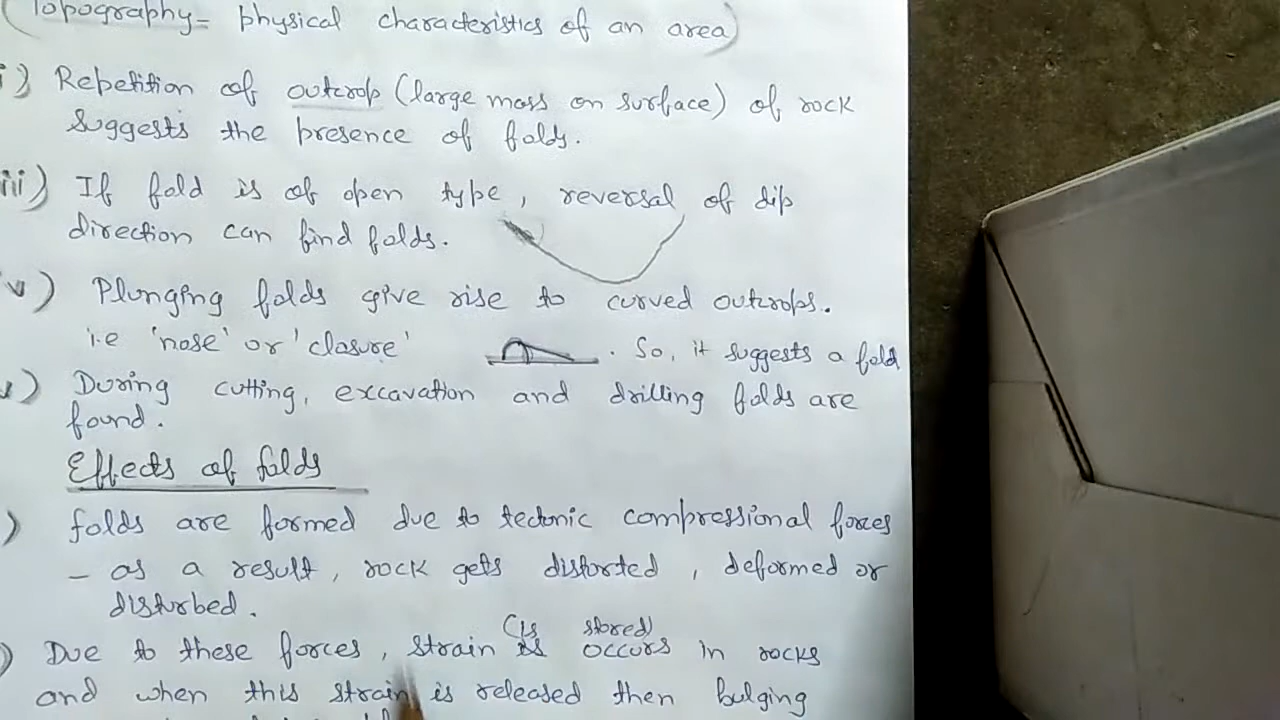 (Topography= physical characteristics of an area)
i) Repetition of outcrop (large mass on surface) of rock
suggests the presence of folds.
iii) If fold is of open type, reversal of dip
direction can find folds.
v) Plunging folds give rise to curved outcrops.
i.e 'nose' or 'closure' . So, it suggests a fold
v) During cutting, excavation and drilling folds are
found.
Effects of folds
) folds are formed due to tectonic compressional forces
- as a result, rock gets distorted, deformed or
disturbed.
(is stored)
) Due to these forces, strain occurs in rocks
and when this strain is released then bulging